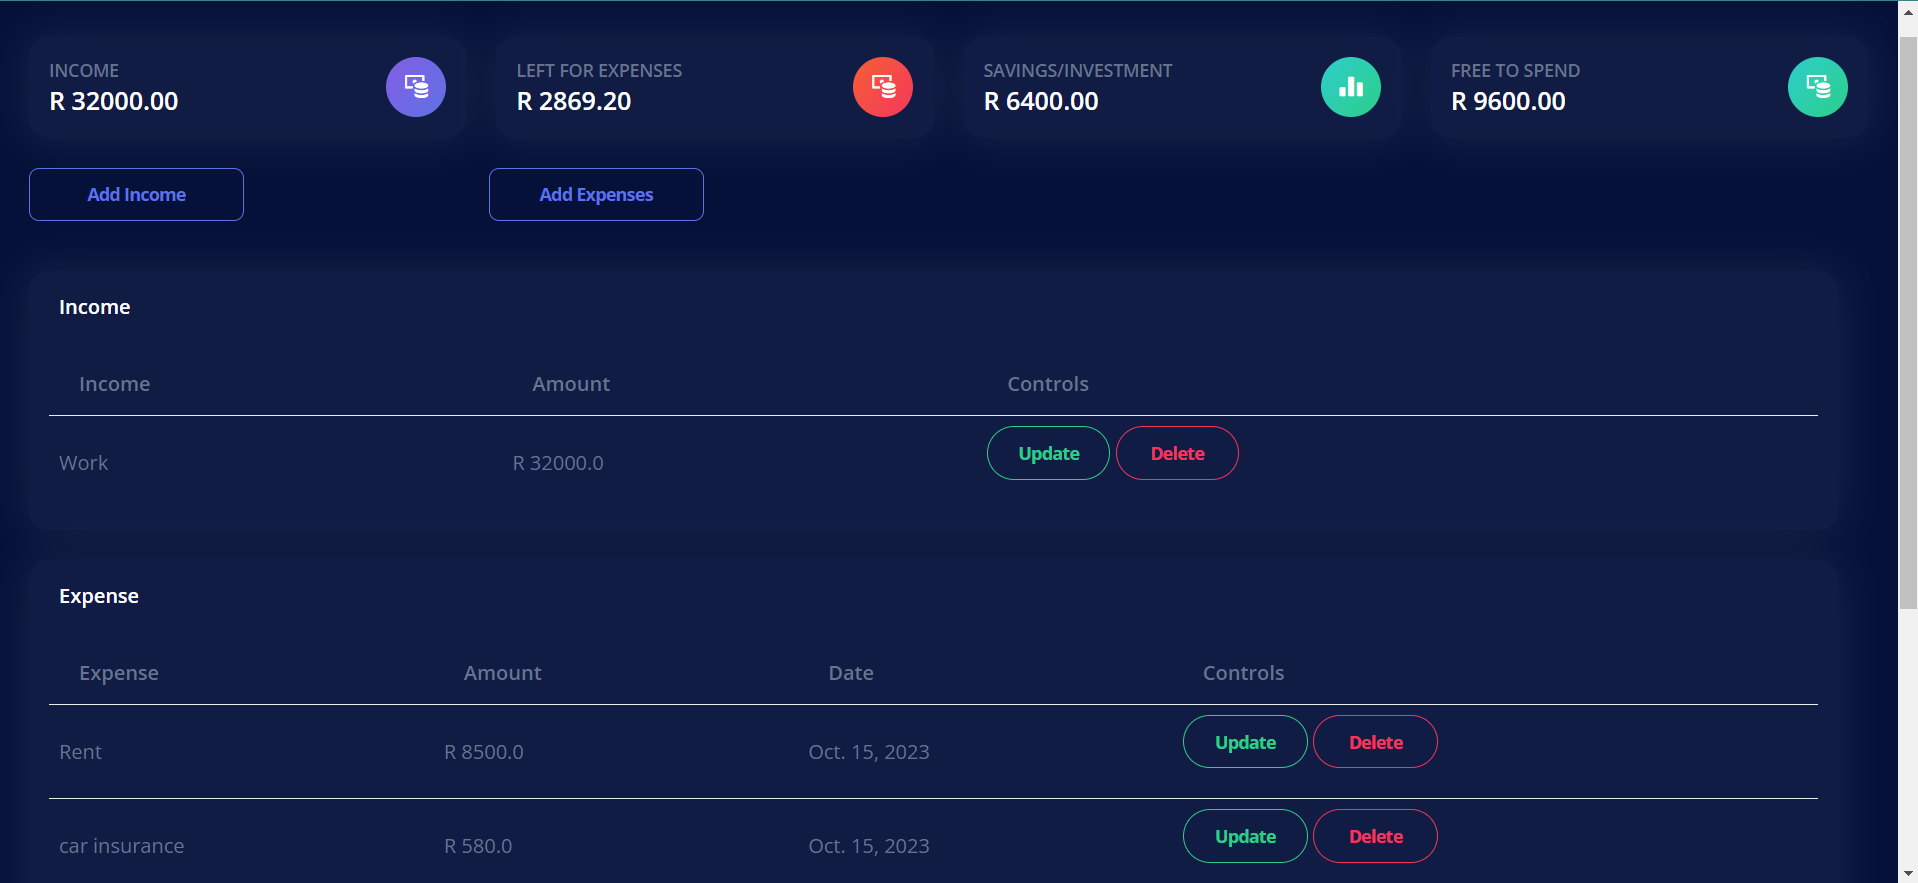 INCOME
R 32000.00
LEFT FOR EXPENSES
R 2869.20
SAVINGS/INVESTMENT
R 6400.00
FREE TO SPEND
R 9600.00
Add Income
Add Expenses
Income
Income Amount Controls
Work R 32000.0 Update Delete
Expense
Expense Amount Date Controls
Rent R 8500.0 Oct. 15, 2023 Update Delete
car insurance R 580.0 Oct. 15, 2023 Update Delete